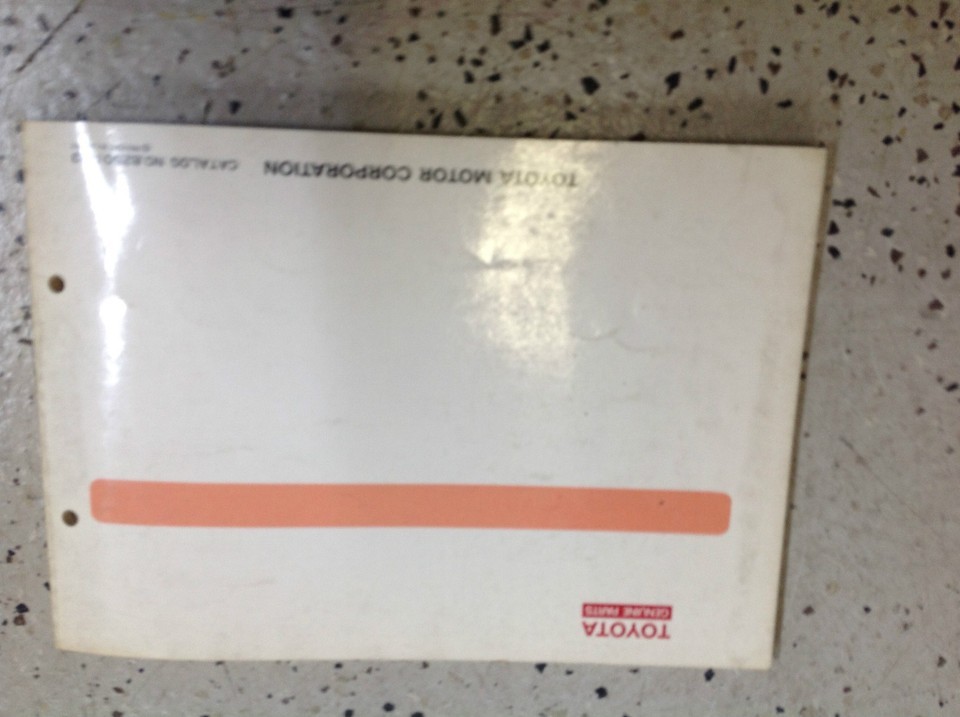 TOYOTA
GENUINE PARTS
TOYOTA MOTOR CORPORATION
CATALOG NO.